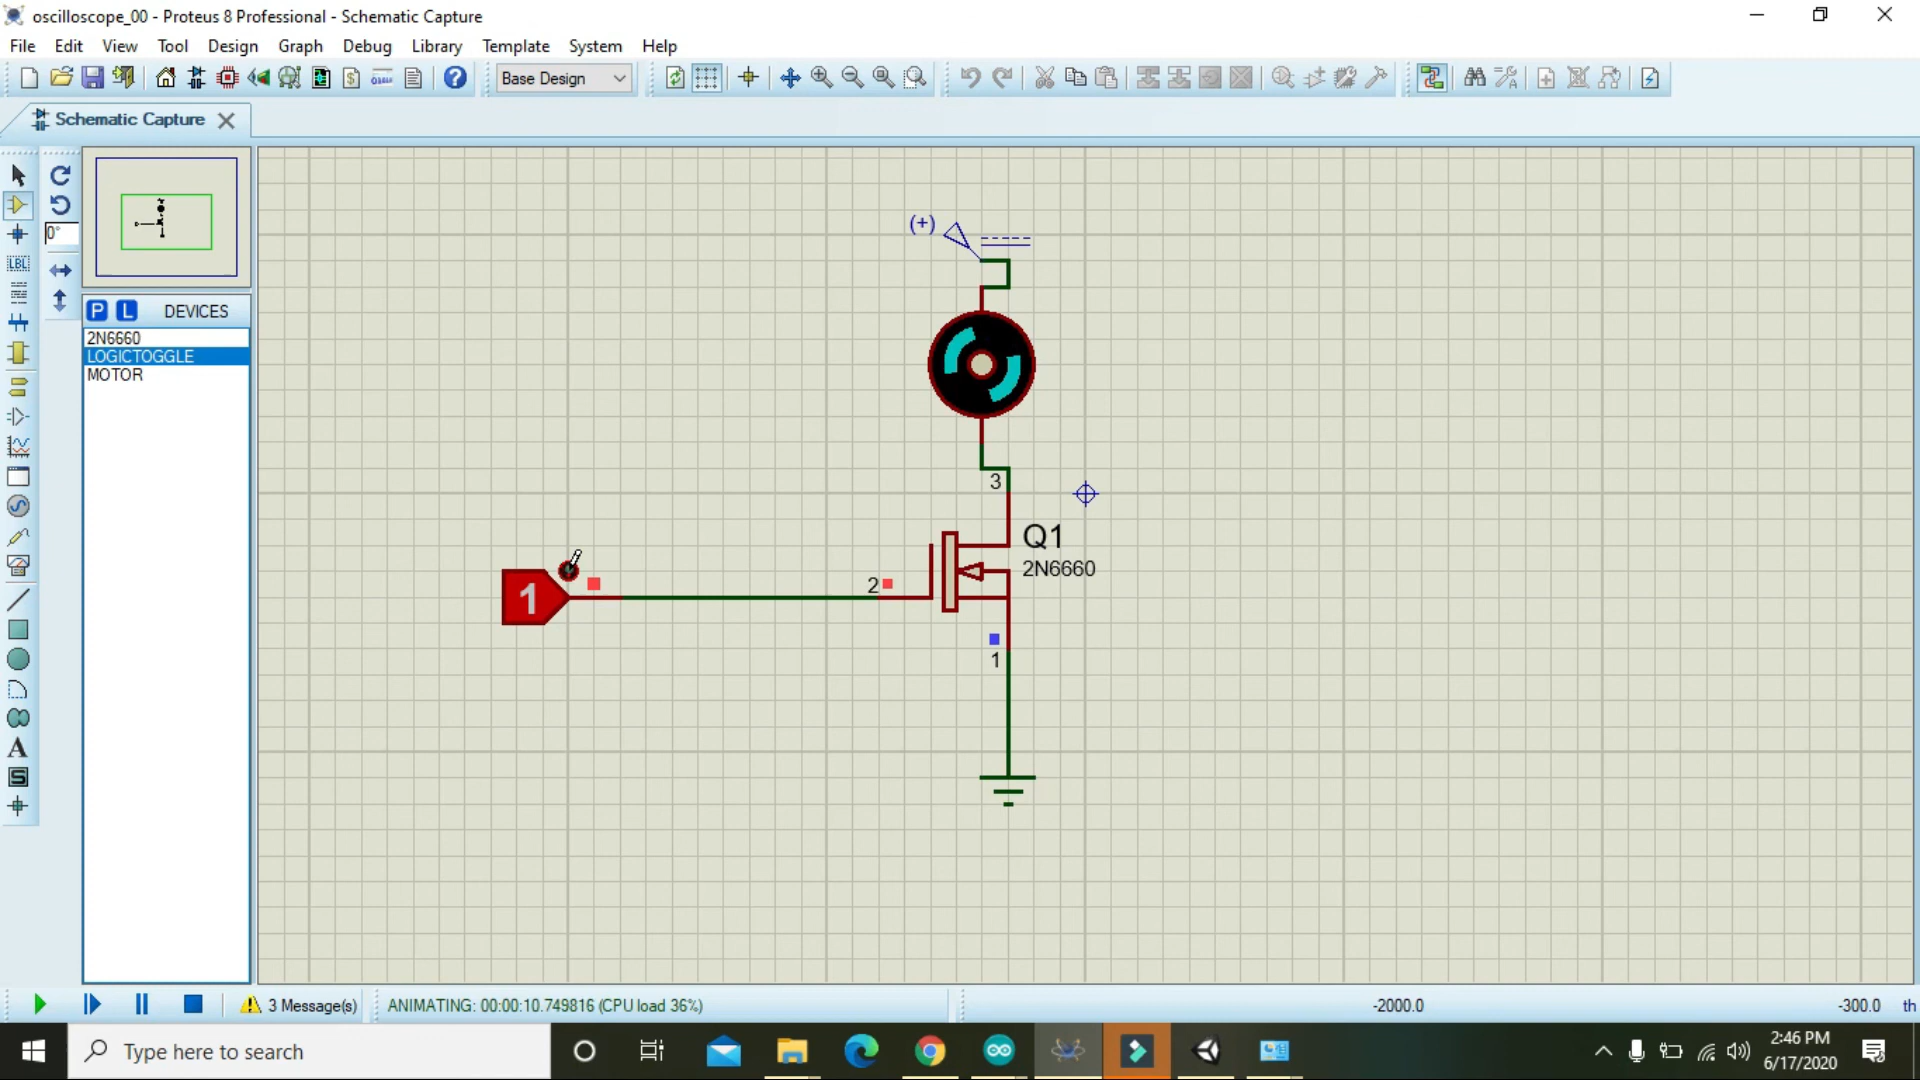 oscilloscope_00 - Proteus 8 Professional - Schematic Capture
File Edit View Tool Design Graph Debug Library Template System Help
Base Design
Schematic Capture
0°
LBL
P L DEVICES
2N6660
LOGICTOGGLE
MOTOR
A
S
(+)
3
Q1
2N6660
1
2
1
3 Message(s)
ANIMATING: 00:00:10.749816 (CPU load 36%)
-2000.0
-300.0
th
Type here to search
2:46 PM
6/17/2020